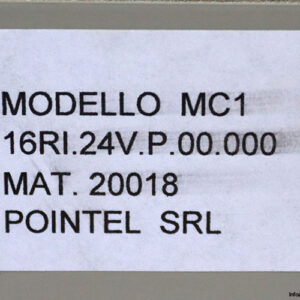 MODELLO MC1
16RI.24V.P.00.000
MAT. 20018
POINTEL SRL